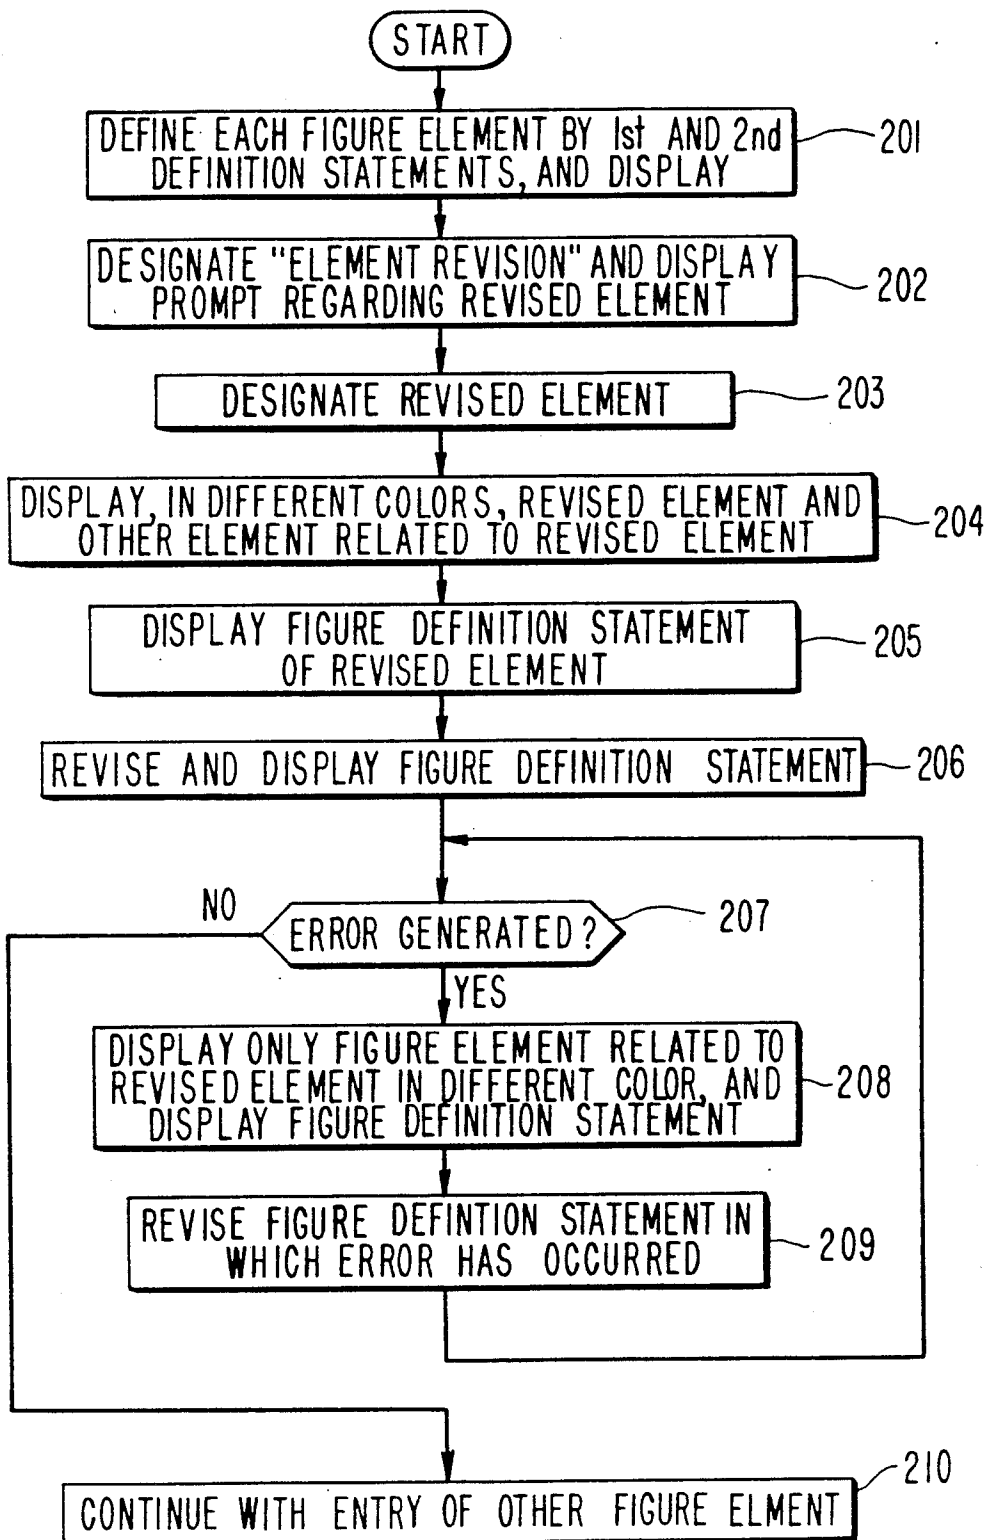 START
DEFINE EACH FIGURE ELEMENT BY 1st AND 2nd
DEFINITION STATEMENTS, AND DISPLAY
201
DESIGNATE "ELEMENT REVISION" AND DISPLAY
PROMPT REGARDING REVISED ELEMENT
202
DESIGNATE REVISED ELEMENT
203
DISPLAY, IN DIFFERENT COLORS, REVISED ELEMENT AND
OTHER ELEMENT RELATED TO REVISED ELEMENT
204
DISPLAY FIGURE DEFINITION STATEMENT
OF REVISED ELEMENT
205
REVISE AND DISPLAY FIGURE DEFINITION STATEMENT
206
NO
ERROR GENERATED?
207
YES
DISPLAY ONLY FIGURE ELEMENT RELATED TO
REVISED ELEMENT IN DIFFERENT COLOR, AND
DISPLAY FIGURE DEFINITION STATEMENT
208
REVISE FIGURE DEFINTION STATEMENT IN
WHICH ERROR HAS OCCURRED
209
210
CONTINUE WITH ENTRY OF OTHER FIGURE ELMENT